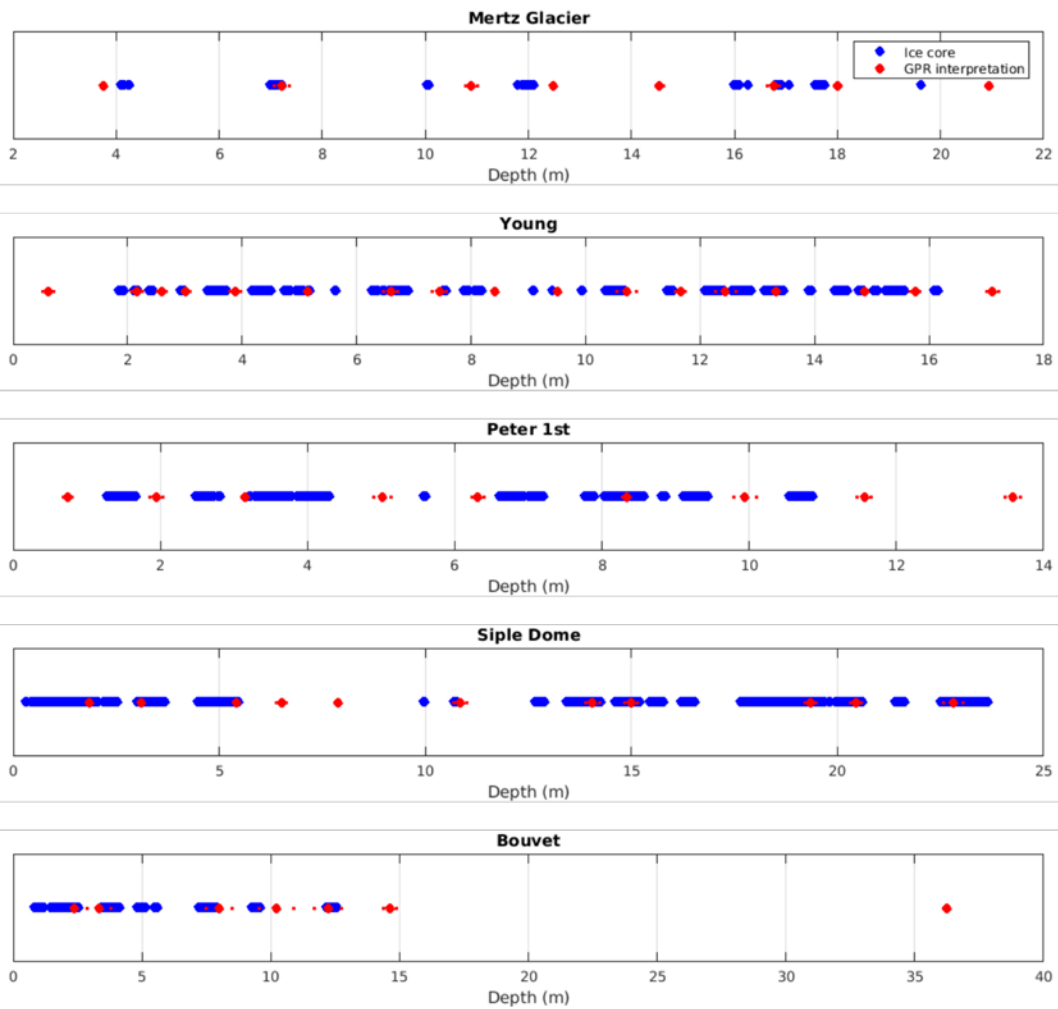 Mertz Glacier
Ice core
GPR interpretation
2 4 6 8 10 12 14 16 18 20 22
Depth (m)
Young
0 2 4 6 8 10 12 14 16 18
Depth (m)
Peter 1st
0 2 4 6 8 10 12 14
Depth (m)
Siple Dome
0 5 10 15 20 25
Depth (m)
Bouvet
0 5 10 15 20 25 30 35 40
Depth (m)